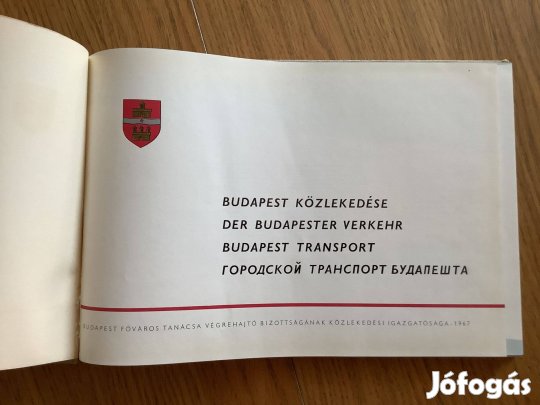 BUDAPEST KÖZLEKEDÉSE
DER BUDAPESTER VERKEHR
BUDAPEST TRANSPORT
ГОРОДСКОЙ ТРАНСПОРТ БУДАПЕШТА
BUDAPEST FŐVÁROS TANÁCSA VÉGREHAJTÓ BIZOTTSÁGÁNAK KÖZLEKEDÉSI IGAZGATÓSÁGA - 1967
Jófogás